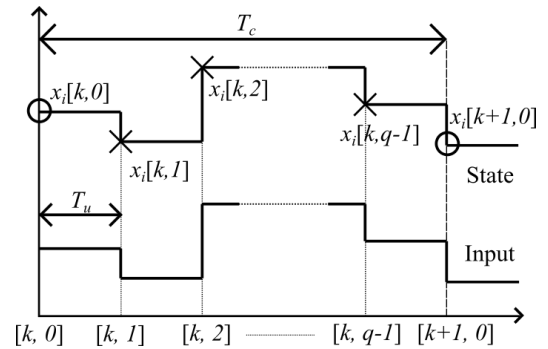 T_c
x_i[k,0]
x_i[k,2]
x_i[k+1,0]
x_i[k,q-1]
x_i[k,1]
State
T_u
Input
[k, 0] [k, 1] [k, 2] [k, q-1] [k+1, 0]